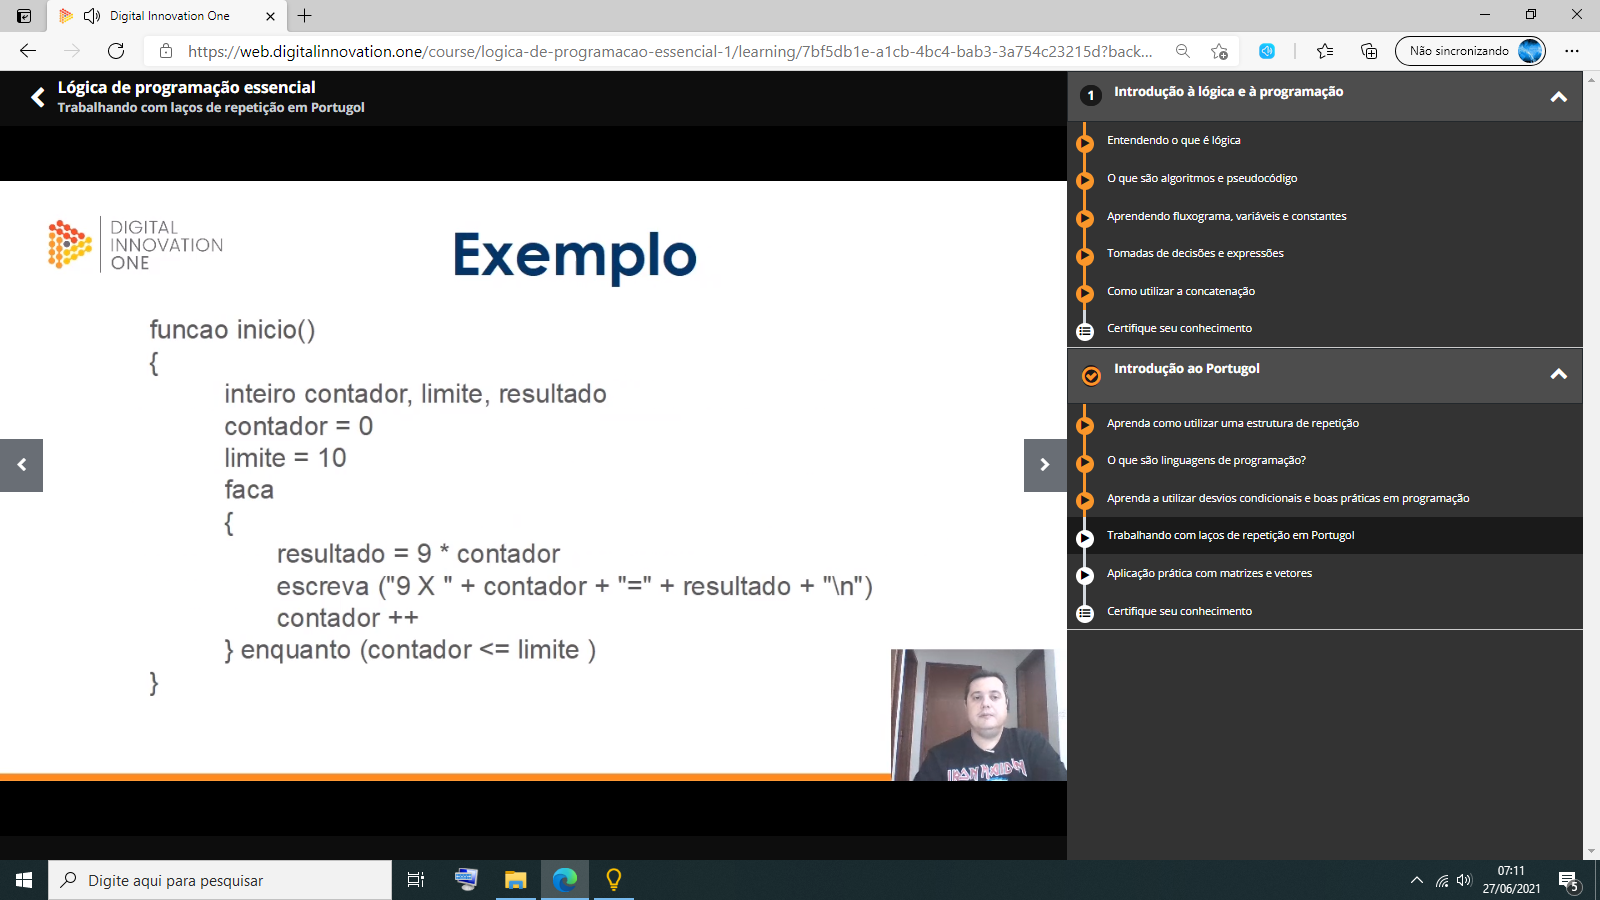 Digital Innovation One
https://web.digitalinnovation.one/course/logica-de-programacao-essencial-1/learning/7bf5db1e-a1cb-4bc4-bab3-3a754c23215d?back...
Não sincronizando
Lógica de programação essencial
Trabalhando com laços de repetição em Portugol
DIGITAL
INNOVATION
ONE
Exemplo
funcao inicio()
{
inteiro contador, limite, resultado
contador = 0
limite = 10
faca
{
resultado = 9 * contador
escreva ("9 X " + contador + "=" + resultado + "\n")
contador ++
} enquanto (contador <= limite )
}
IRON MAIDEN
1
Introdução à lógica e à programação
Entendendo o que é lógica
O que são algoritmos e pseudocódigo
Aprendendo fluxograma, variáveis e constantes
Tomadas de decisões e expressões
Como utilizar a concatenação
Certifique seu conhecimento
Introdução ao Portugol
Aprenda como utilizar uma estrutura de repetição
O que são linguagens de programação?
Aprenda a utilizar desvios condicionais e boas práticas em programação
Trabalhando com laços de repetição em Portugol
Aplicação prática com matrizes e vetores
Certifique seu conhecimento
Digite aqui para pesquisar
07:11
27/06/2021
5